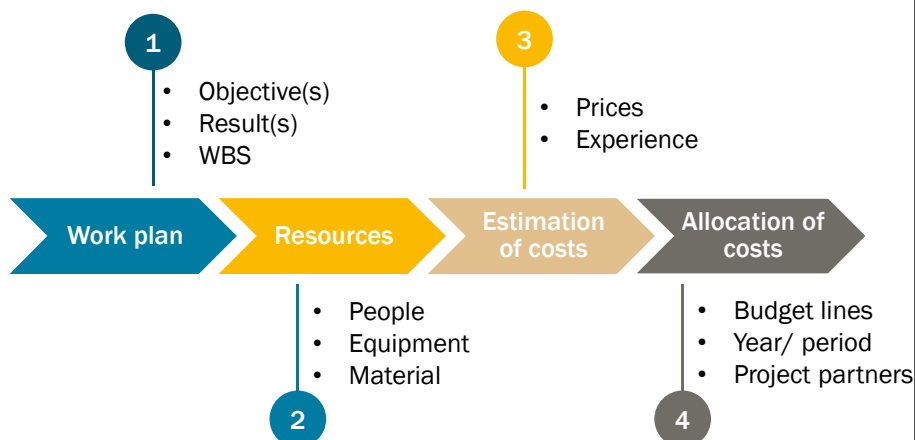 1
• Objective(s)
• Result(s)
• WBS
3
• Prices
• Experience
Work plan
Resources
Estimation
of costs
Allocation of
costs
• People
• Equipment
• Material
2
• Budget lines
• Year/ period
• Project partners
4